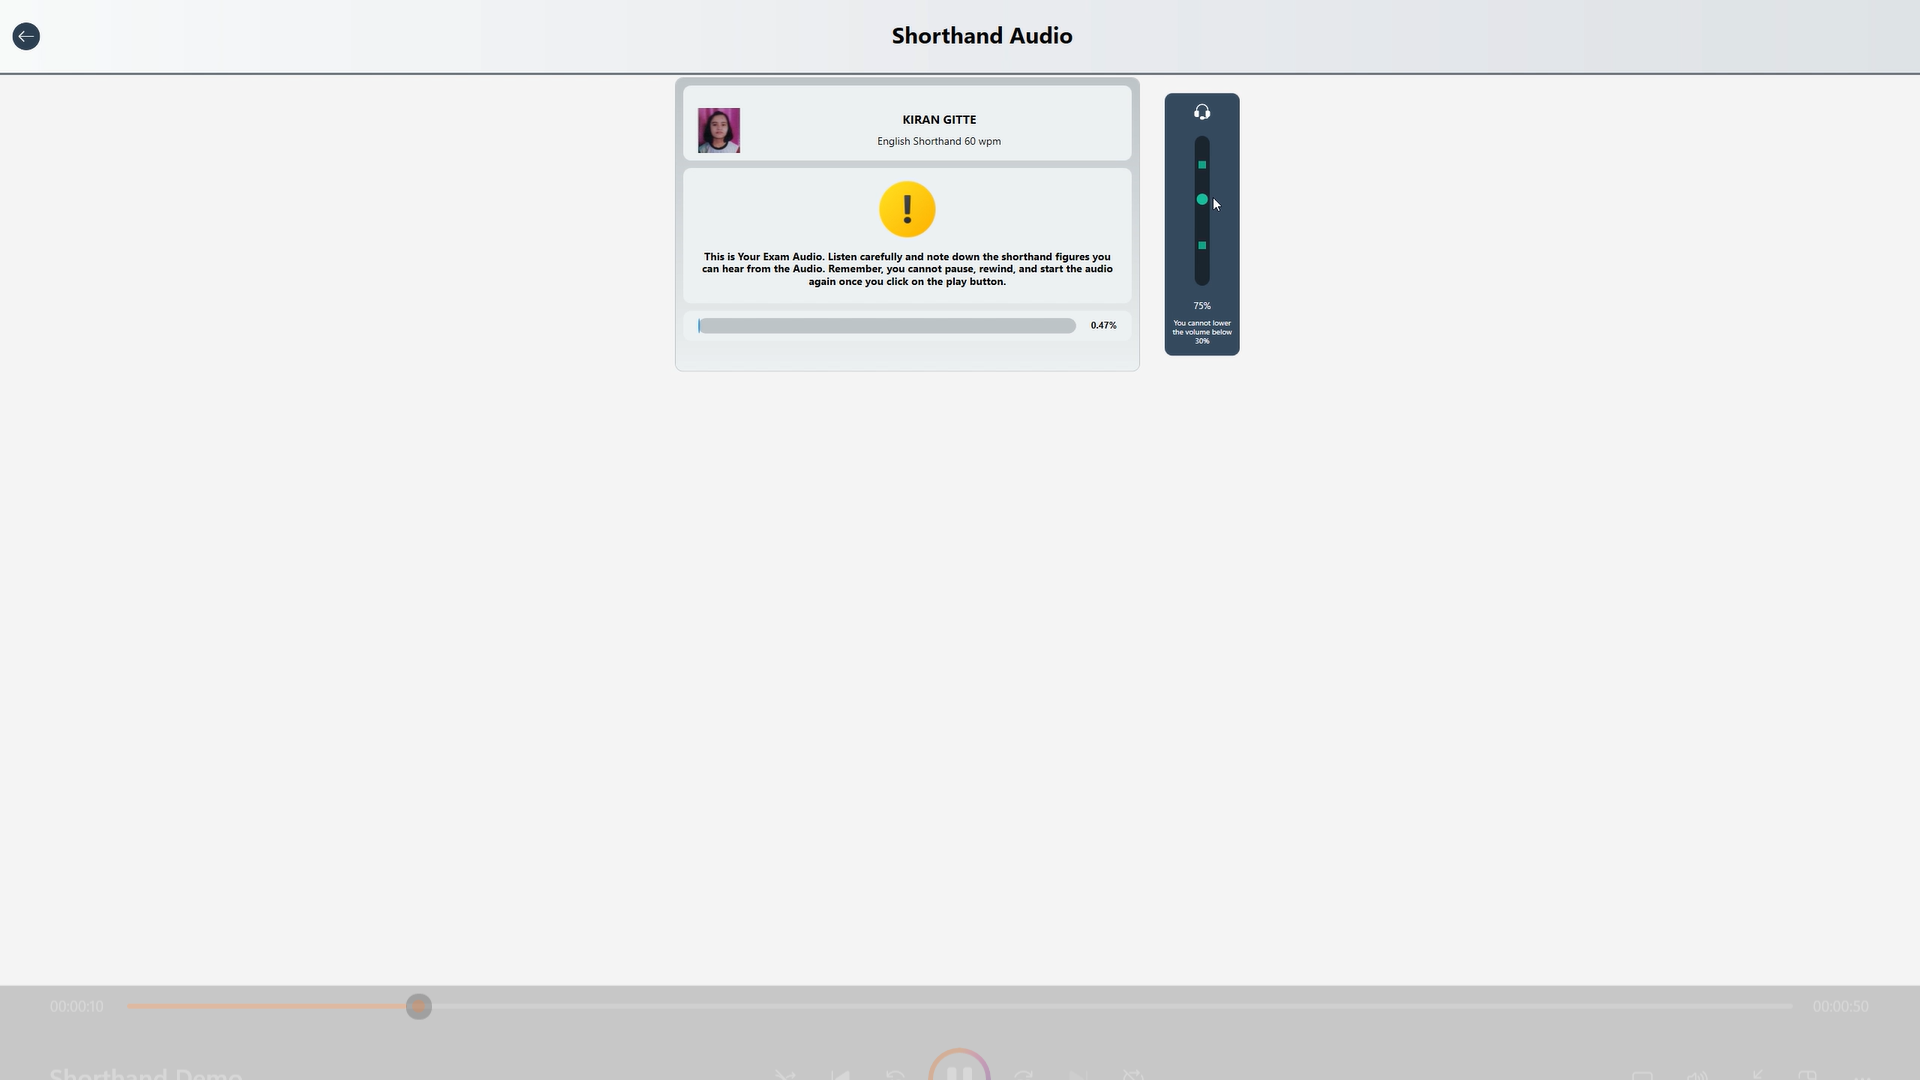 Shorthand Audio
KIRAN GITTE
English Shorthand 60 wpm
This is Your Exam Audio. Listen carefully and note down the shorthand figures you
can hear from the Audio. Remember, you cannot pause, rewind, and start the audio
again once you click on the play button.
0.47%
75%
You cannot lower
the volume below
30%
00:00:10
00:00:50
Shorthand Demo